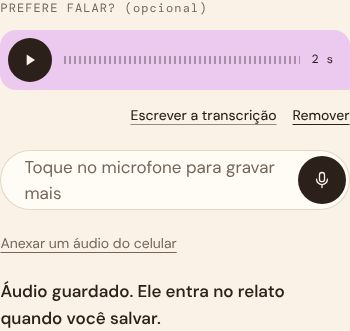 PREFERE FALAR? (opcional)
2 s
Escrever a transcrição Remover
Toque no microfone para gravar
mais
Anexar um áudio do celular
Áudio guardado. Ele entra no relato
quando você salvar.